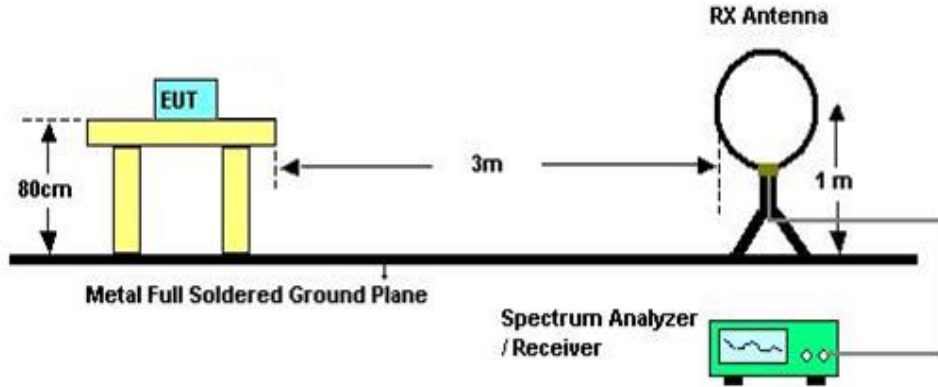 RX Antenna
EUT
80cm
3m
1 m
Metal Full Soldered Ground Plane
Spectrum Analyzer
/ Receiver